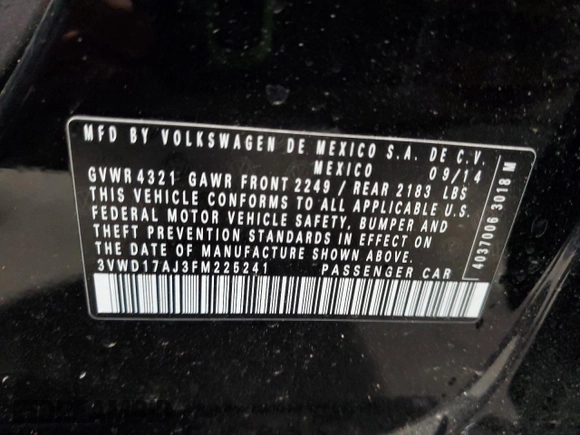 MFD BY VOLKSWAGEN DE MEXICO S.A. DE C.V.
MEXICO 09/14
GVWR 4321 GAWR FRONT 2249 / REAR 2183 LBS
THIS VEHICLE CONFORMS TO ALL APPLICABLE U.S.
FEDERAL MOTOR VEHICLE SAFETY, BUMPER AND
THEFT PREVENTION STANDARDS IN EFFECT ON
THE DATE OF MANUFACTURE SHOWN ABOVE.
3VWD17AJ3FM225241 PASSENGER CAR
4037006 3018 M